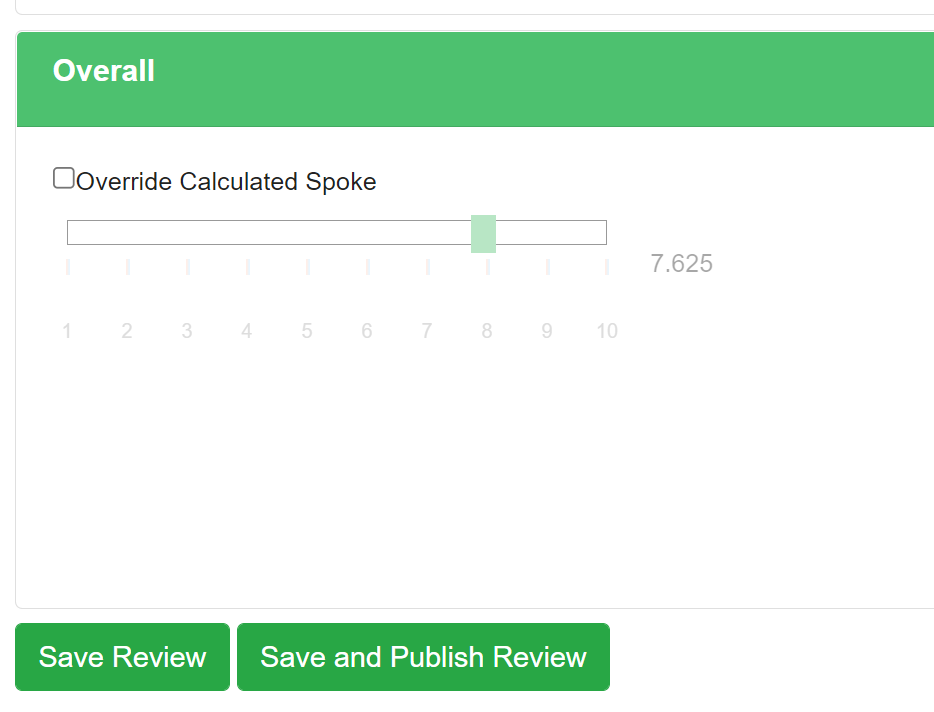 Overall
Override Calculated Spoke
7.625
1 2 3 4 5 6 7 8 9 10
Save Review Save and Publish Review